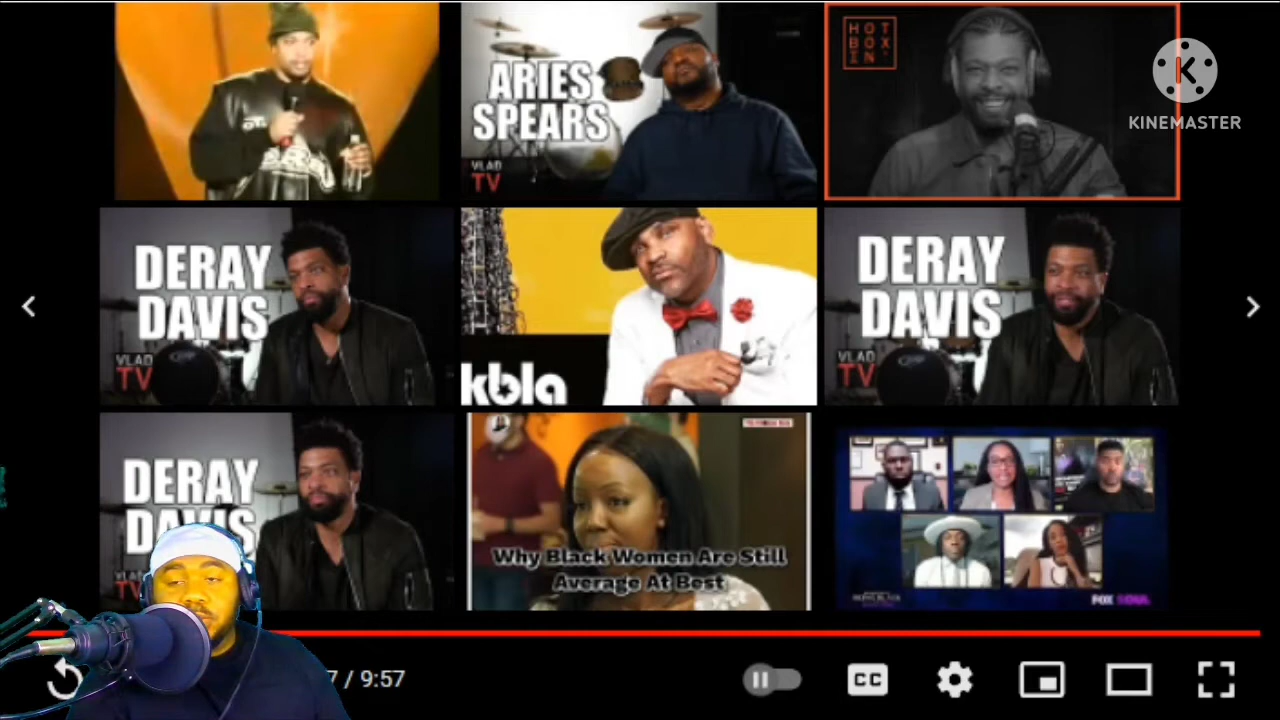 HOT
BOX
IN'
KINEMASTER
ARIES
SPEARS
VLAD
TV
DERAY
DAVIS
VLAD
TV
kbla
DERAY
DAVIS
VLAD
TV
DERAY
DAVIS
Why Black Women Are Still
Average At Best
FOX SOUL
7 / 9:57
CC